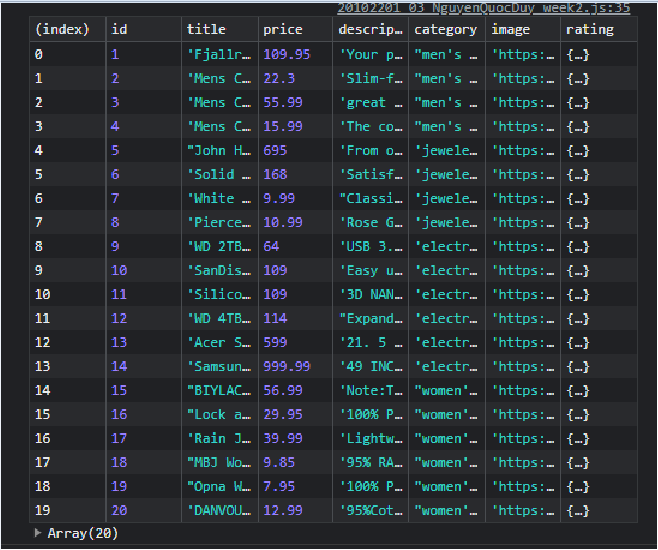 20102201_03_NguyenQuocDuy_week2.js:35
(index) id title price descrip… category image rating
0 1 'Fjallr… 109.95 'Your p… "men's … 'https:… {…}
1 2 'Mens C… 22.3 'Slim-f… "men's … 'https:… {…}
2 3 'Mens C… 55.99 'great … "men's … 'https:… {…}
3 4 'Mens C… 15.99 'The co… "men's … 'https:… {…}
4 5 "John H… 695 'From o… 'jewele… 'https:… {…}
5 6 'Solid … 168 'Satisf… 'jewele… 'https:… {…}
6 7 'White … 9.99 "Classi… 'jewele… 'https:… {…}
7 8 'Pierce… 10.99 'Rose G… 'jewele… 'https:… {…}
8 9 'WD 2TB… 64 'USB 3.… 'electr… 'https:… {…}
9 10 'SanDis… 109 'Easy u… 'electr… 'https:… {…}
10 11 'Silico… 109 '3D NAN… 'electr… 'https:… {…}
11 12 'WD 4TB… 114 "Expand… 'electr… 'https:… {…}
12 13 'Acer S… 599 '21. 5 … 'electr… 'https:… {…}
13 14 'Samsun… 999.99 '49 INC… 'electr… 'https:… {…}
14 15 "BIYLAC… 56.99 'Note:T… "women'… 'https:… {…}
15 16 "Lock a… 29.95 '100% P… "women'… 'https:… {…}
16 17 'Rain J… 39.99 'Lightw… "women'… 'https:… {…}
17 18 "MBJ Wo… 9.85 '95% RA… "women'… 'https:… {…}
18 19 "Opna W… 7.95 '100% P… "women'… 'https:… {…}
19 20 'DANVOU… 12.99 '95%Cot… "women'… 'https:… {…}
Array(20)